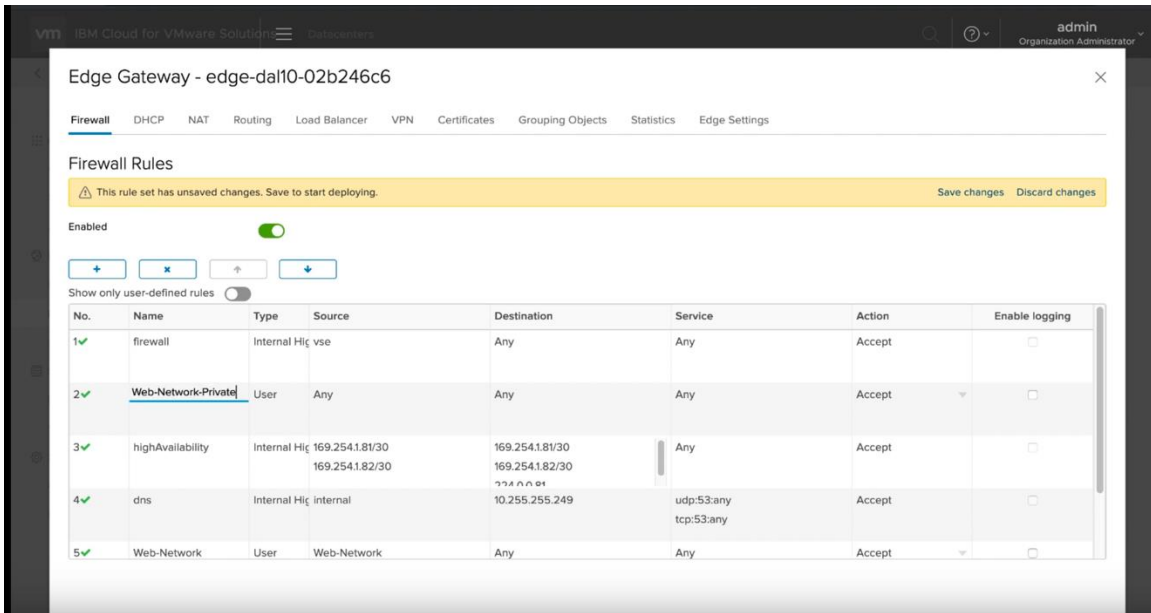 vm IBM Cloud for VMware Solutions Datacenters admin
Organization Administrator
Edge Gateway - edge-dal10-02b246c6
Firewall DHCP NAT Routing Load Balancer VPN Certificates Grouping Objects Statistics Edge Settings
Firewall Rules
This rule set has unsaved changes. Save to start deploying. Save changes Discard changes
Enabled
Show only user-defined rules
No. Name Type Source Destination Service Action Enable logging
1 firewall Internal Hig vse Any Any Accept
2 Web-Network-Private User Any Any Any Accept
3 highAvailability Internal Hig 169.254.1.81/30 169.254.1.81/30 Any Accept
169.254.1.82/30 169.254.1.82/30
224.0.0.81
4 dns Internal Hig internal 10.255.255.249 udp:53:any Accept
tcp:53:any
5 Web-Network User Web-Network Any Any Accept